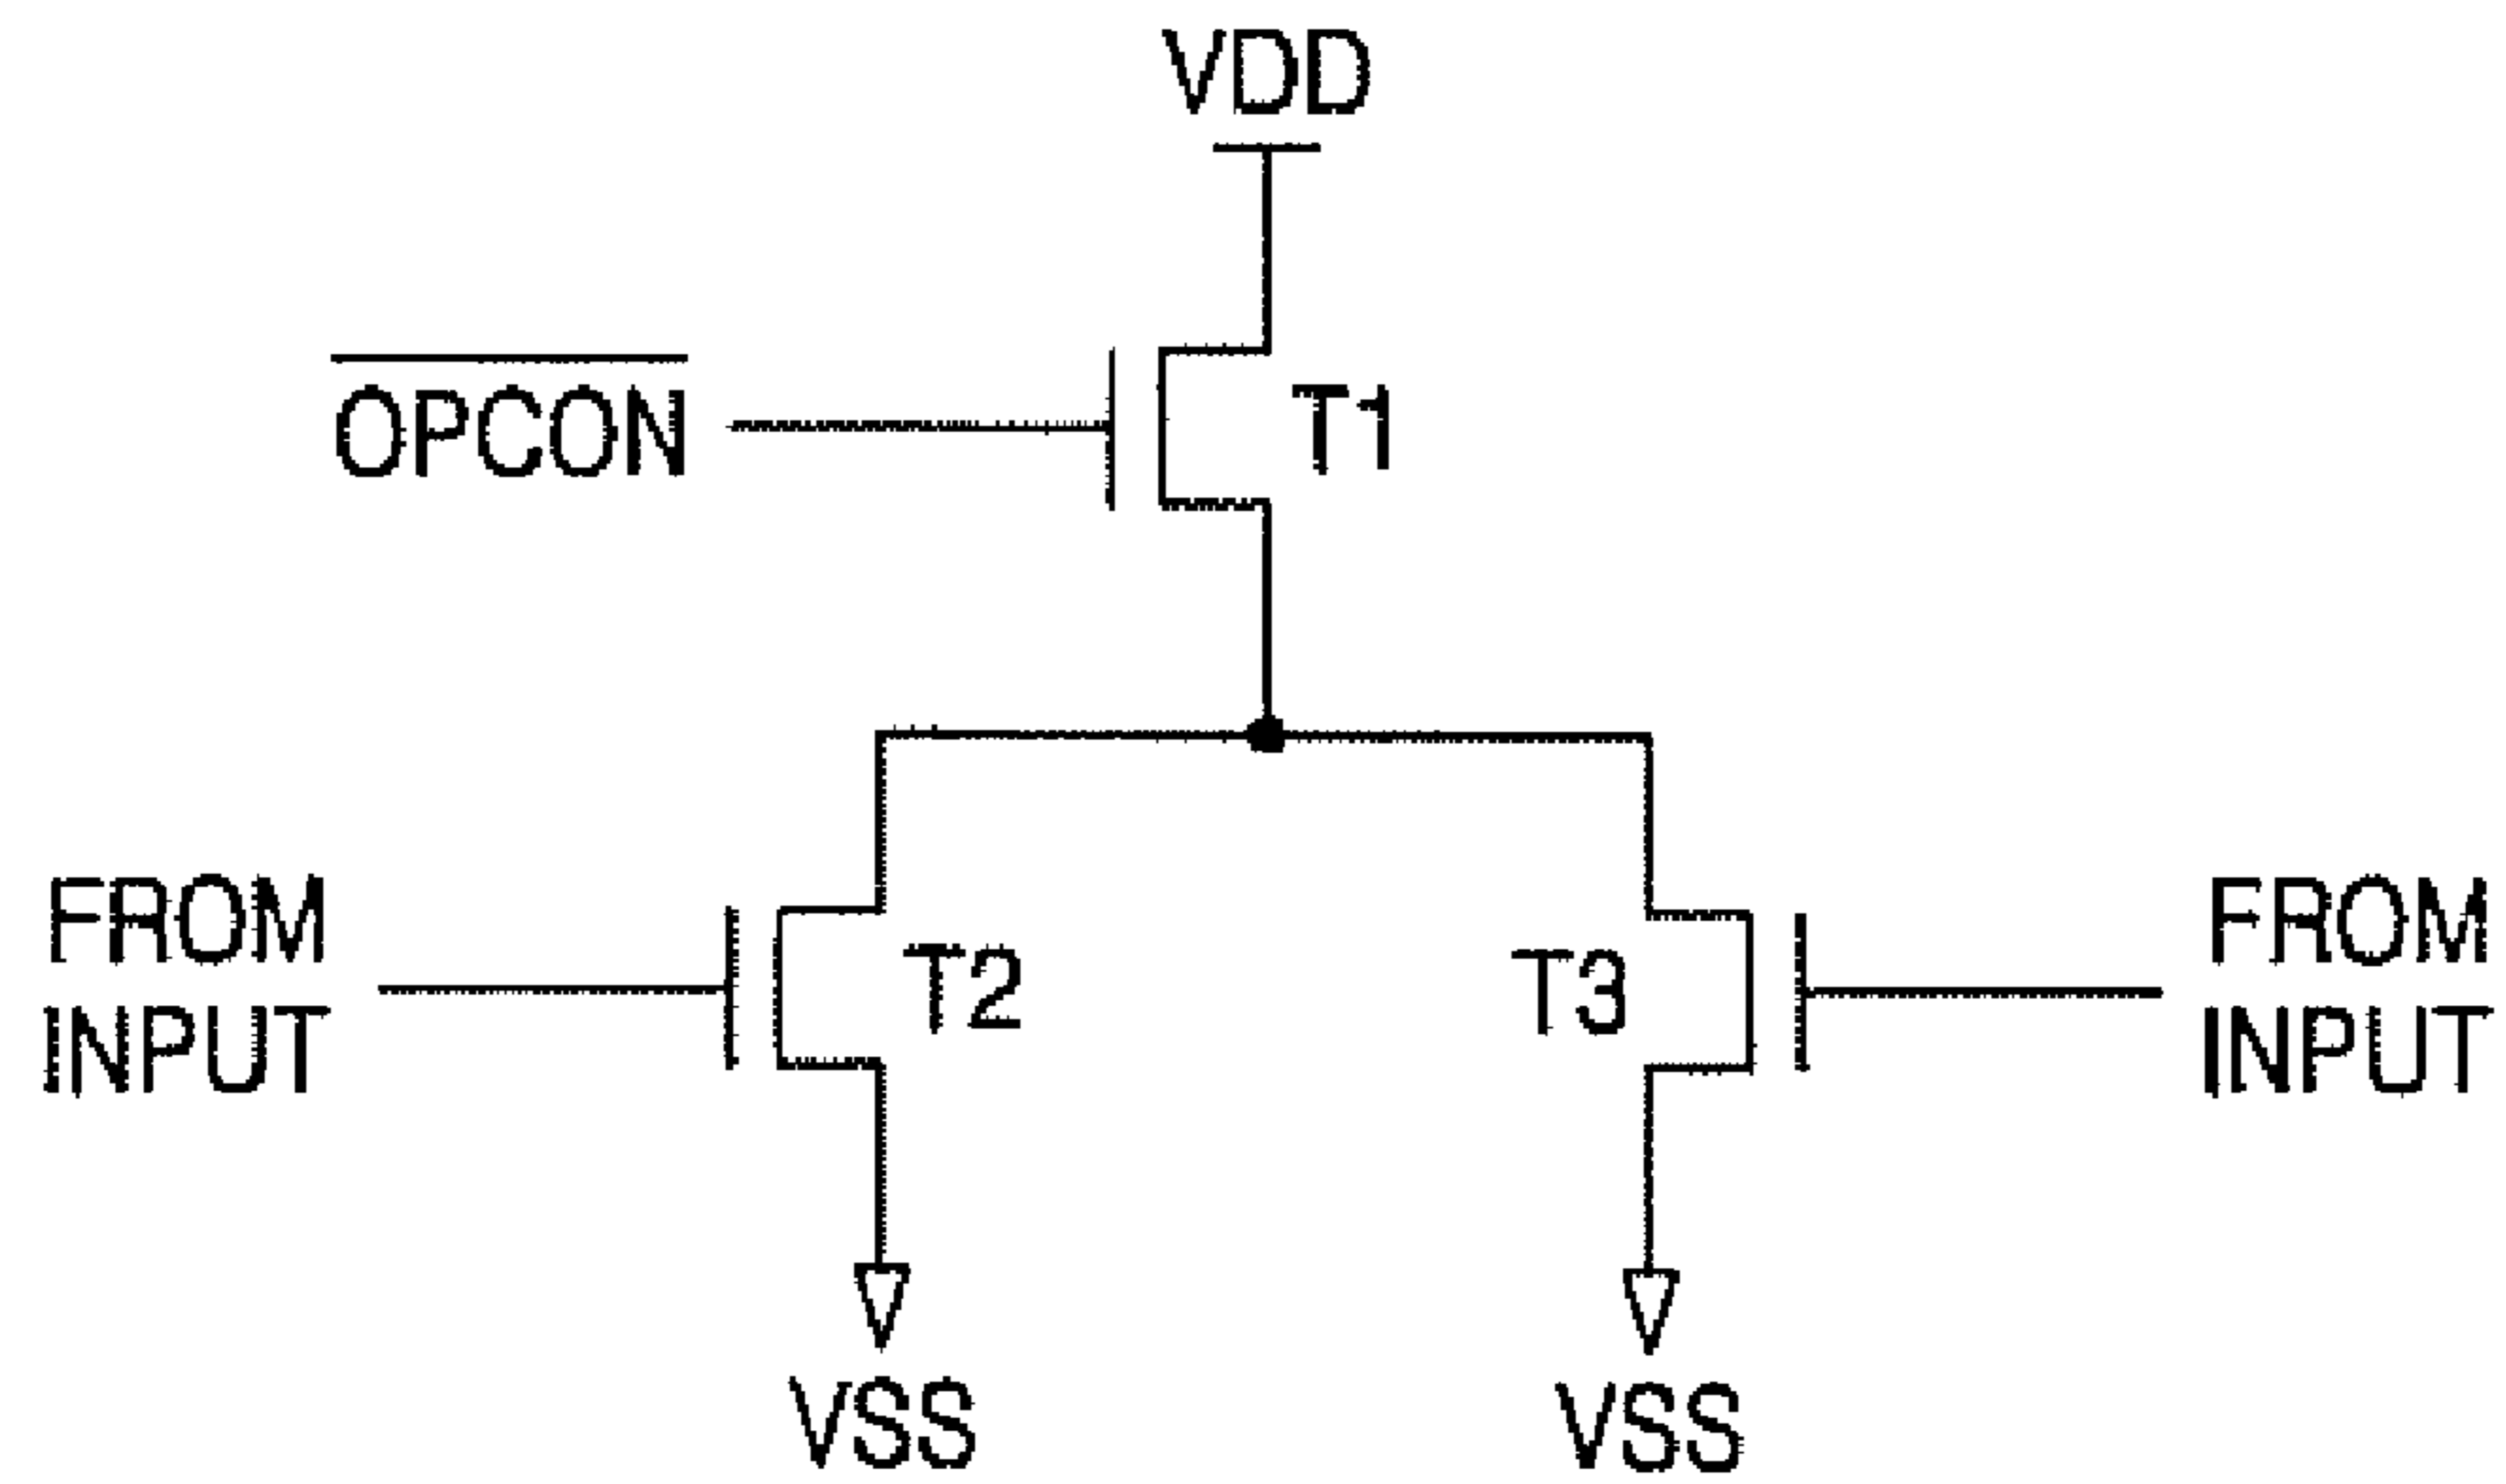 VDD
OPCON
T1
FROM
INPUT
T2
T3
FROM
INPUT
VSS
VSS